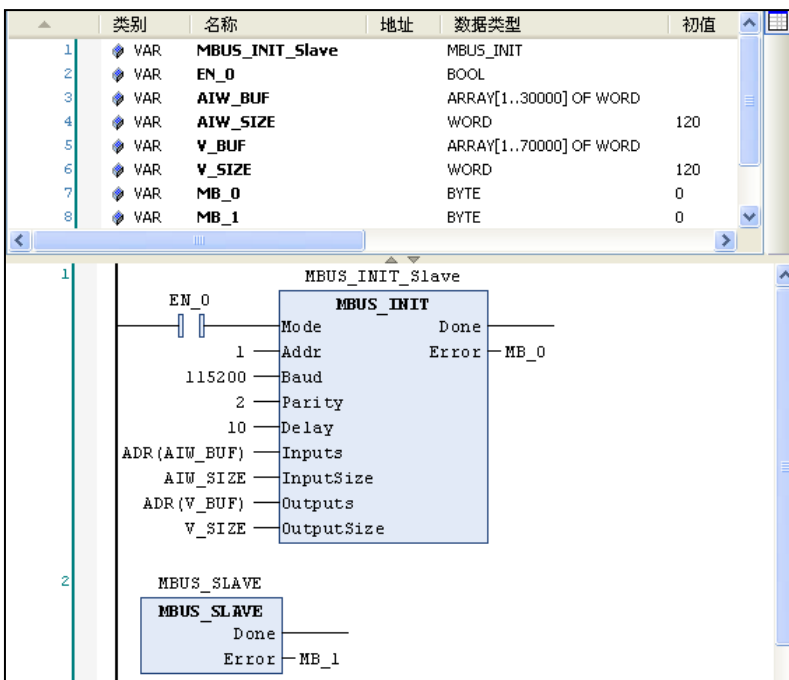 类别 名称 地址 数据类型 初值
1 VAR MBUS_INIT_Slave MBUS_INIT
2 VAR EN_0 BOOL
3 VAR AIW_BUF ARRAY[1..30000] OF WORD
4 VAR AIW_SIZE WORD 120
5 VAR V_BUF ARRAY[1..70000] OF WORD
6 VAR V_SIZE WORD 120
7 VAR MB_0 BYTE 0
8 VAR MB_1 BYTE 0
1 MBUS_INIT_Slave
EN_0 MBUS_INIT
Mode Done
1 Addr Error MB_0
115200 Baud
2 Parity
10 Delay
ADR(AIW_BUF) Inputs
AIW_SIZE InputSize
ADR(V_BUF) Outputs
V_SIZE OutputSize
2 MBUS_SLAVE
MBUS_SLAVE
Done
Error MB_1